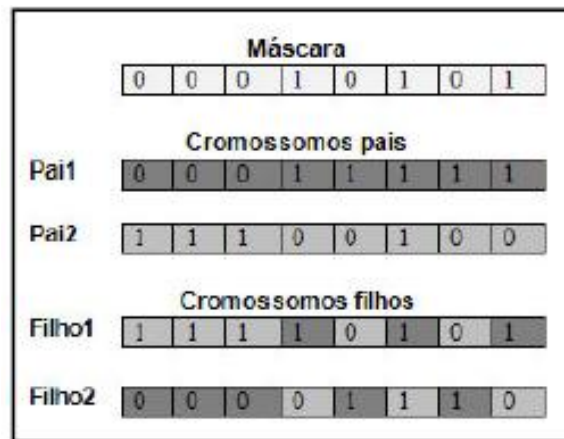 Máscara
0 0 0 1 0 1 0 1
Cromossomos pais
Pai1 0 0 0 1 1 1 1 1
Pai2 1 1 1 0 0 1 0 0
Cromossomos filhos
Filho1 1 1 1 1 0 1 0 1
Filho2 0 0 0 0 1 1 1 0